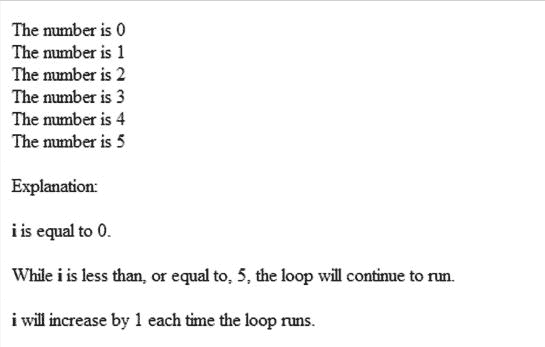 The number is 0
The number is 1
The number is 2
The number is 3
The number is 4
The number is 5
Explanation:
i is equal to 0.
While i is less than, or equal to, 5, the loop will continue to run.
i will increase by 1 each time the loop runs.